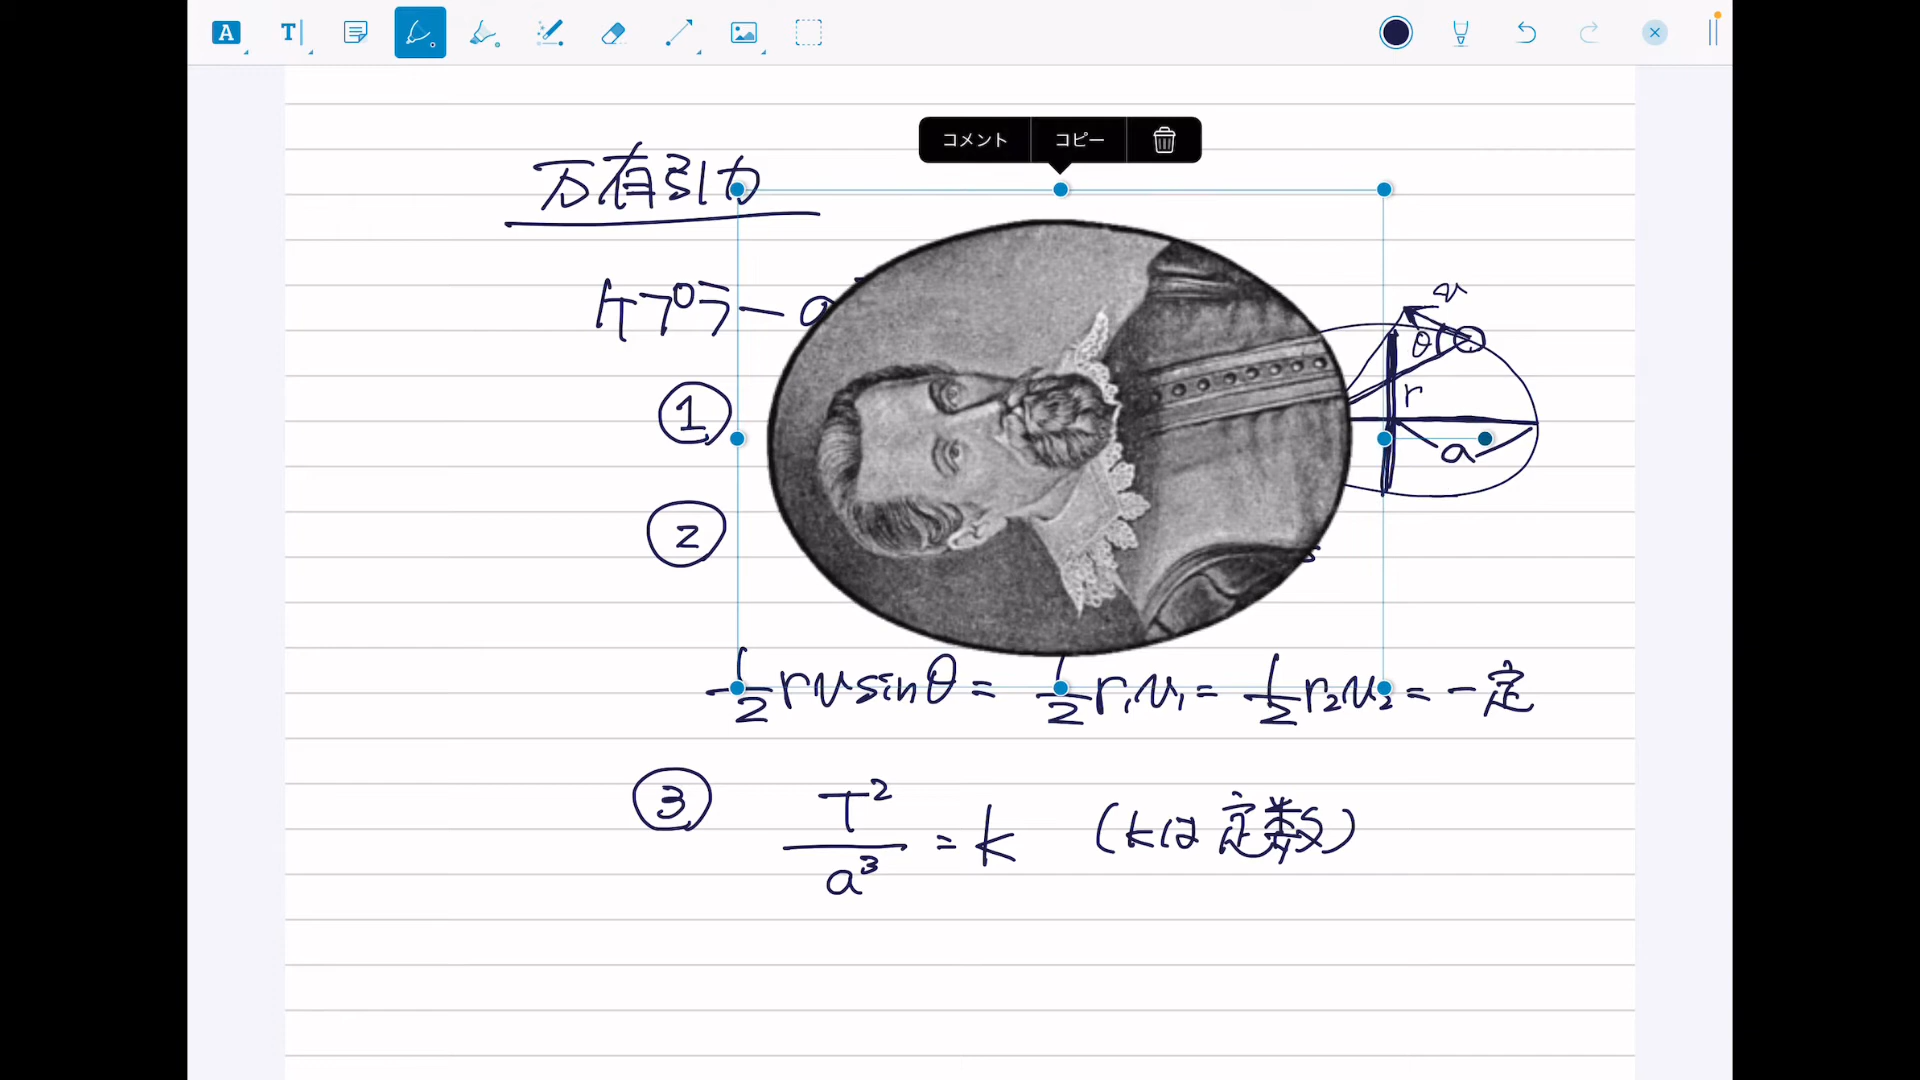 A T
コメント コピー
万有引力
ケプラーの
v
θ
①
r
a
②
s
1/2 rv sinθ = 1/2 r₁v₁ = 1/2 r₂v₂ = 一定
③ T²/a³ = k (kは定数)